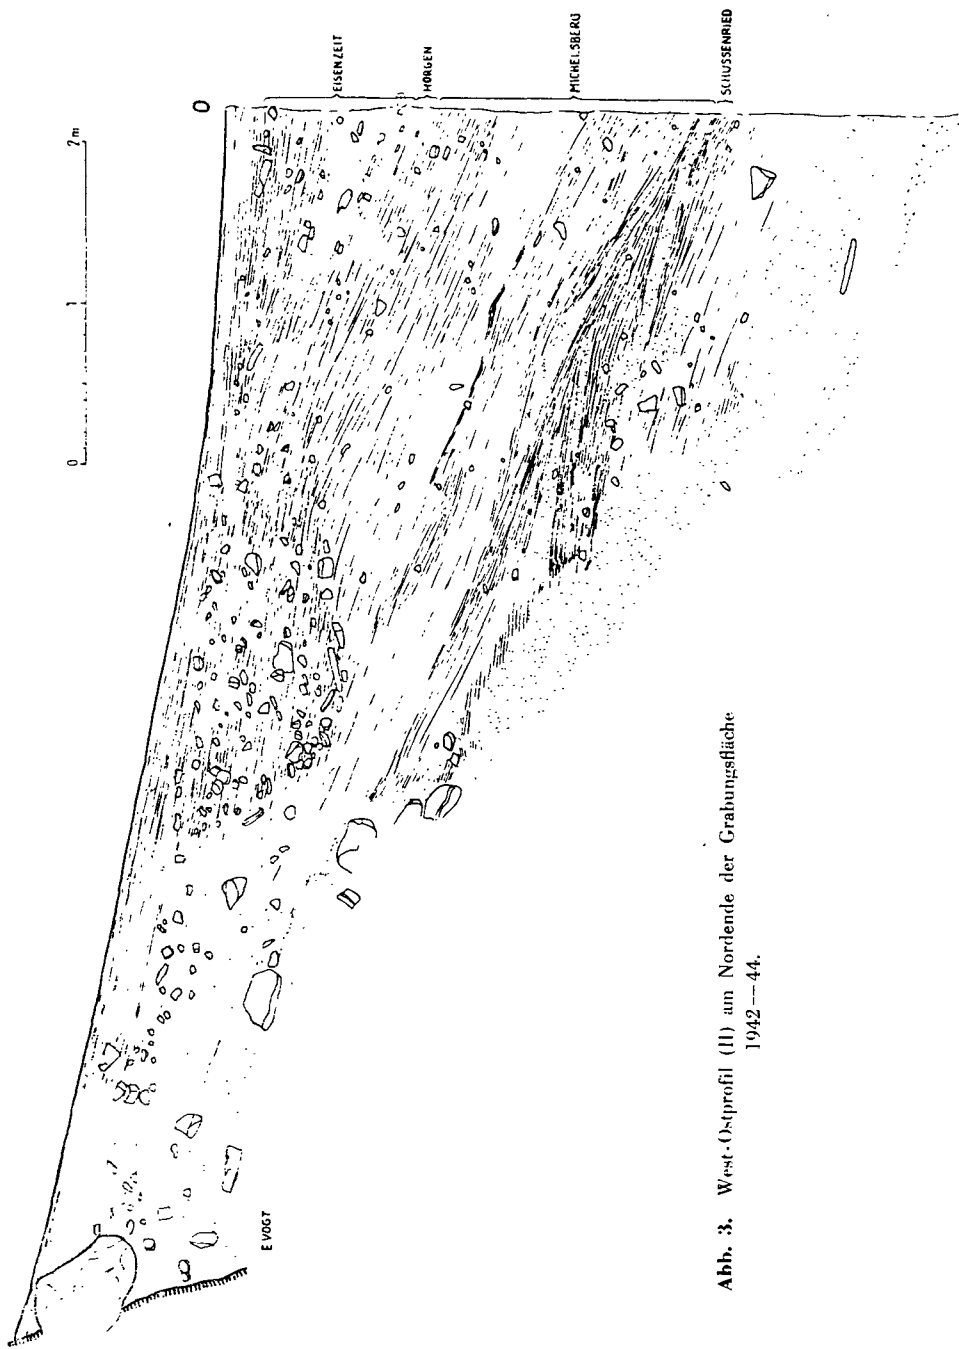 0 1 2m
O
EISENZEIT
HORGEN
MICHELSBERG
SCHUSSENRIED
E VOGT
Abb. 3. West-Ostprofil (II) am Nordende der Grabungsfläche
1942—44.